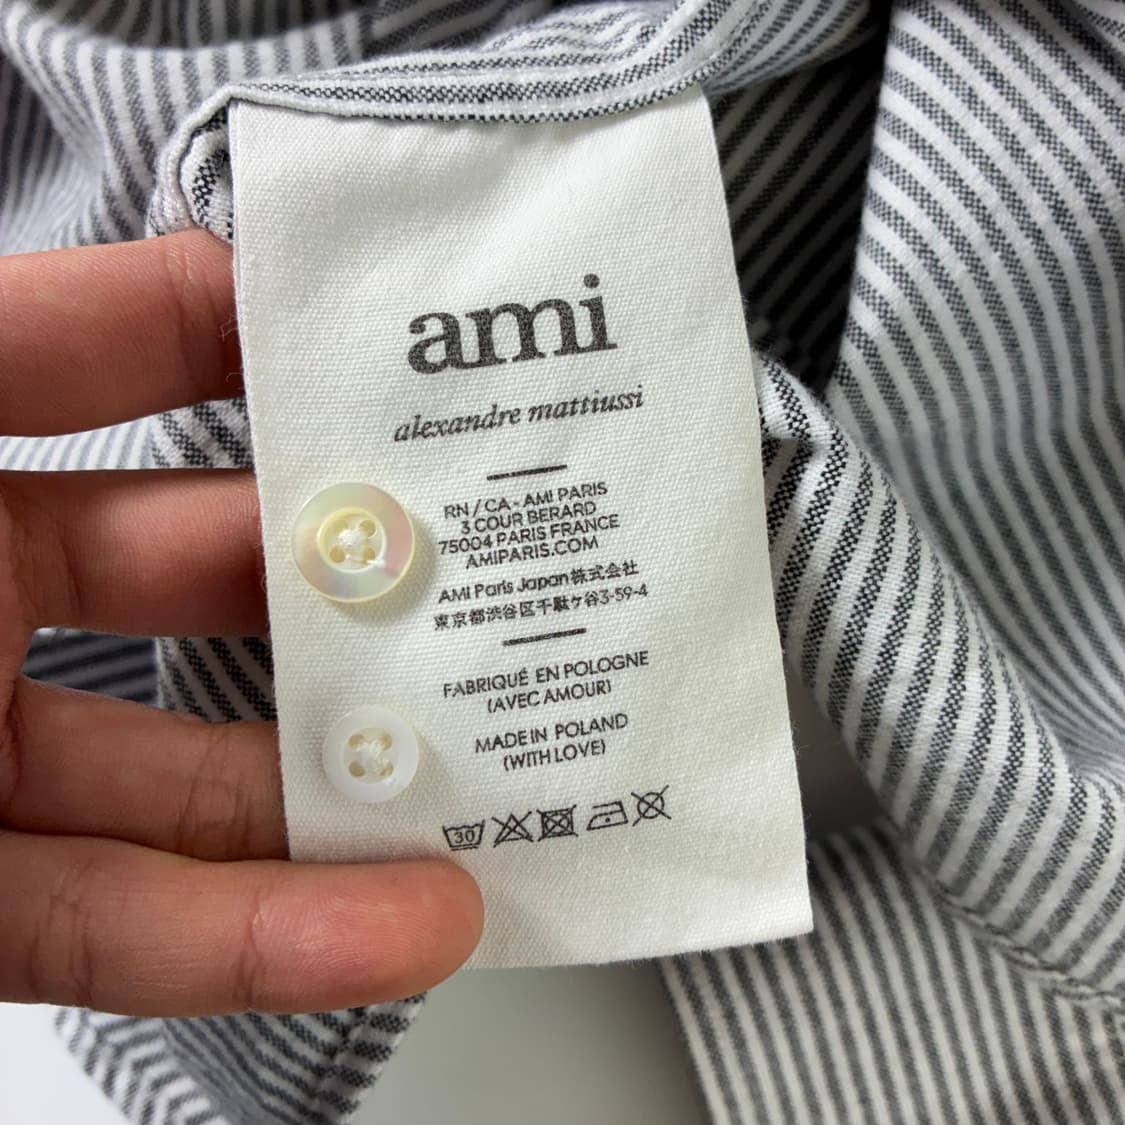 ami
alexandre mattiussi
RN / CA - AMI PARIS
3 COUR BERARD
75004 PARIS FRANCE
AMIPARIS.COM
AMI Paris Japan株式会社
東京都渋谷区千駄ヶ谷3-59-4
FABRIQUÉ EN POLOGNE
(AVEC AMOUR)
MADE IN POLAND
(WITH LOVE)
30